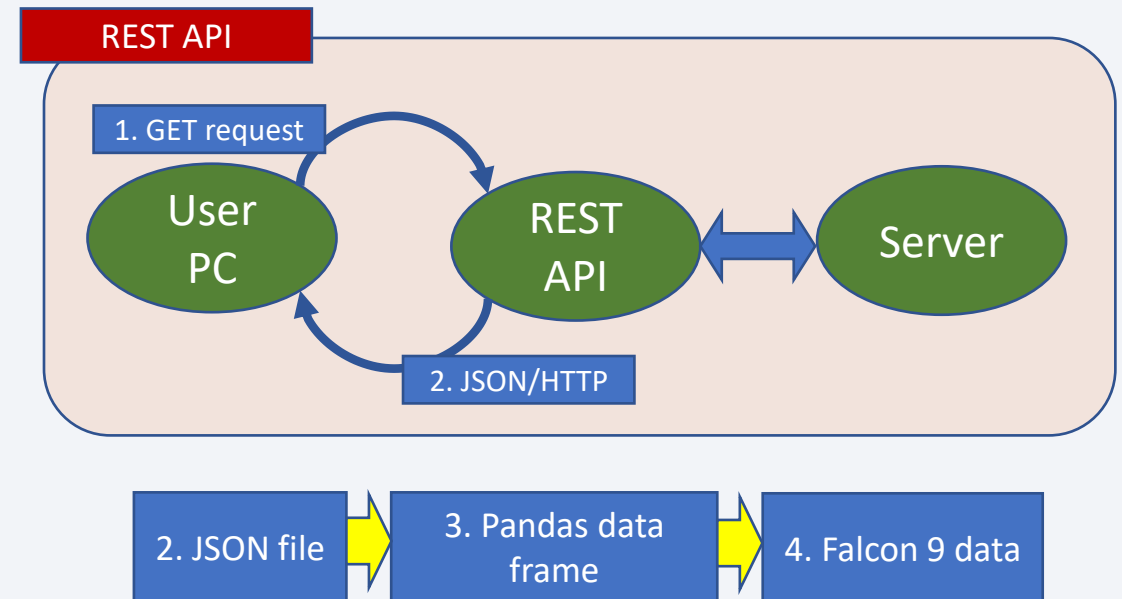 REST API
1. GET request
User
PC
REST
API
Server
2. JSON/HTTP
2. JSON file
3. Pandas data
frame
4. Falcon 9 data